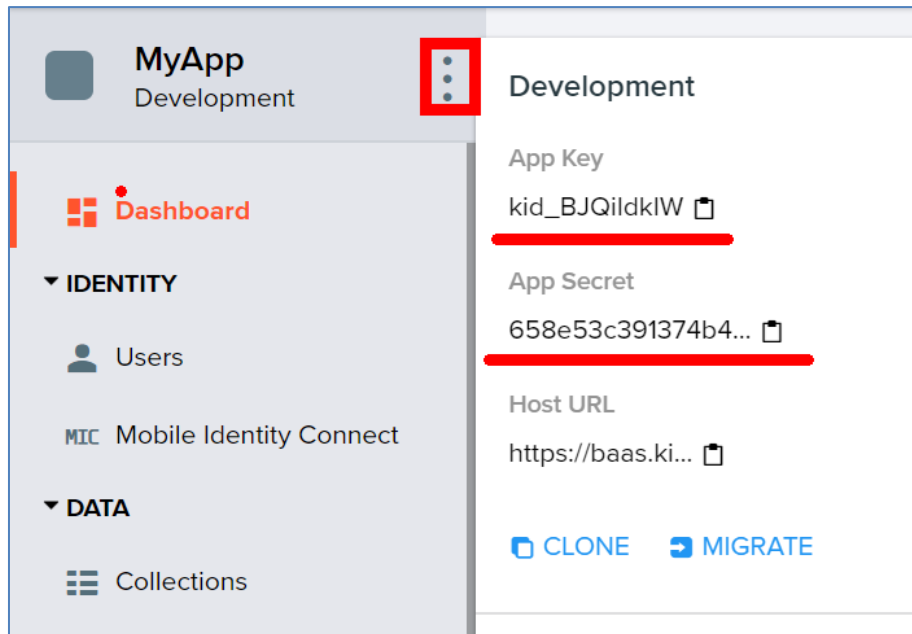 MyApp
Development
Dashboard
IDENTITY
Users
MIC Mobile Identity Connect
DATA
Collections
Development
App Key
kid_BJQildklW
App Secret
658e53c391374b4...
Host URL
https://baas.ki...
CLONE MIGRATE